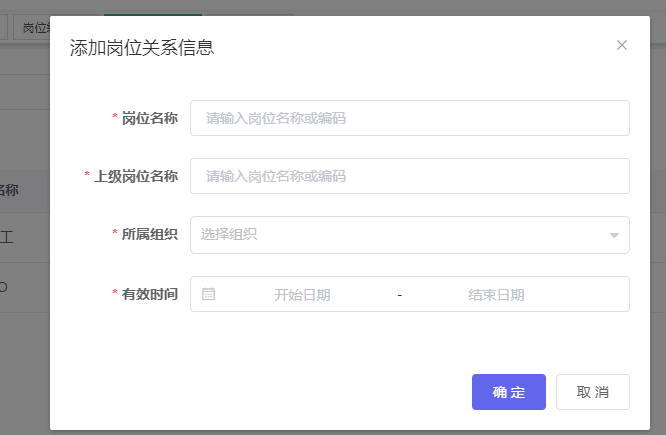 岗位
添加岗位关系信息
* 岗位名称 请输入岗位名称或编码
* 上级岗位名称 请输入岗位名称或编码
名称
工
* 所属组织 选择组织
O
* 有效时间 开始日期 - 结束日期
确 定 取 消